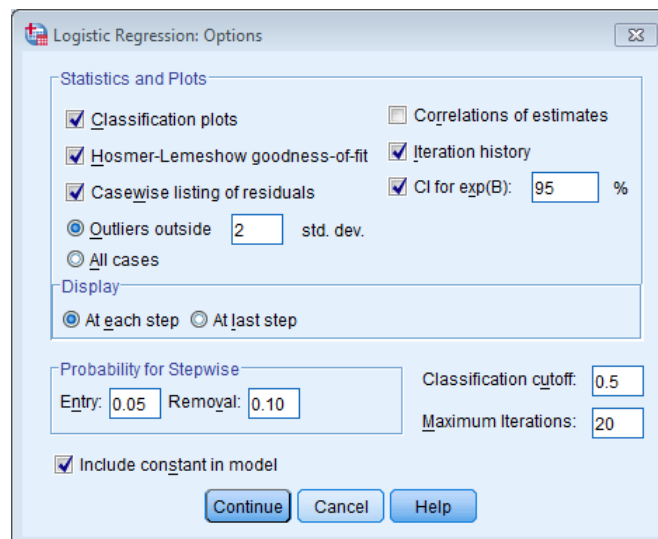 Logistic Regression: Options
Statistics and Plots
Classification plots
Correlations of estimates
Hosmer-Lemeshow goodness-of-fit
Iteration history
Casewise listing of residuals
CI for exp(B): 95 %
Outliers outside 2 std. dev.
All cases
Display
At each step At last step
Probability for Stepwise
Entry: 0.05 Removal: 0.10
Classification cutoff: 0.5
Maximum Iterations: 20
Include constant in model
Continue Cancel Help